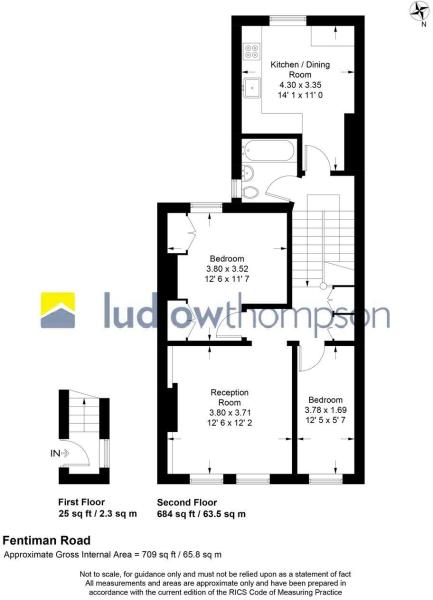 N
Kitchen / Dining
Room
4.30 x 3.35
14' 1 x 11' 0
Bedroom
3.80 x 3.52
12' 6 x 11' 7
ludlowthompson
Reception
Room
3.80 x 3.71
12' 6 x 12' 2
Bedroom
3.78 x 1.69
12' 5 x 5' 7
IN
First Floor
25 sq ft / 2.3 sq m
Second Floor
684 sq ft / 63.5 sq m
Fentiman Road
Approximate Gross Internal Area = 709 sq ft / 65.8 sq m
Not to scale, for guidance only and must not be relied upon as a statement of fact
All measurements and areas are approximate only and have been prepared in
accordance with the current edition of the RICS Code of Measuring Practice